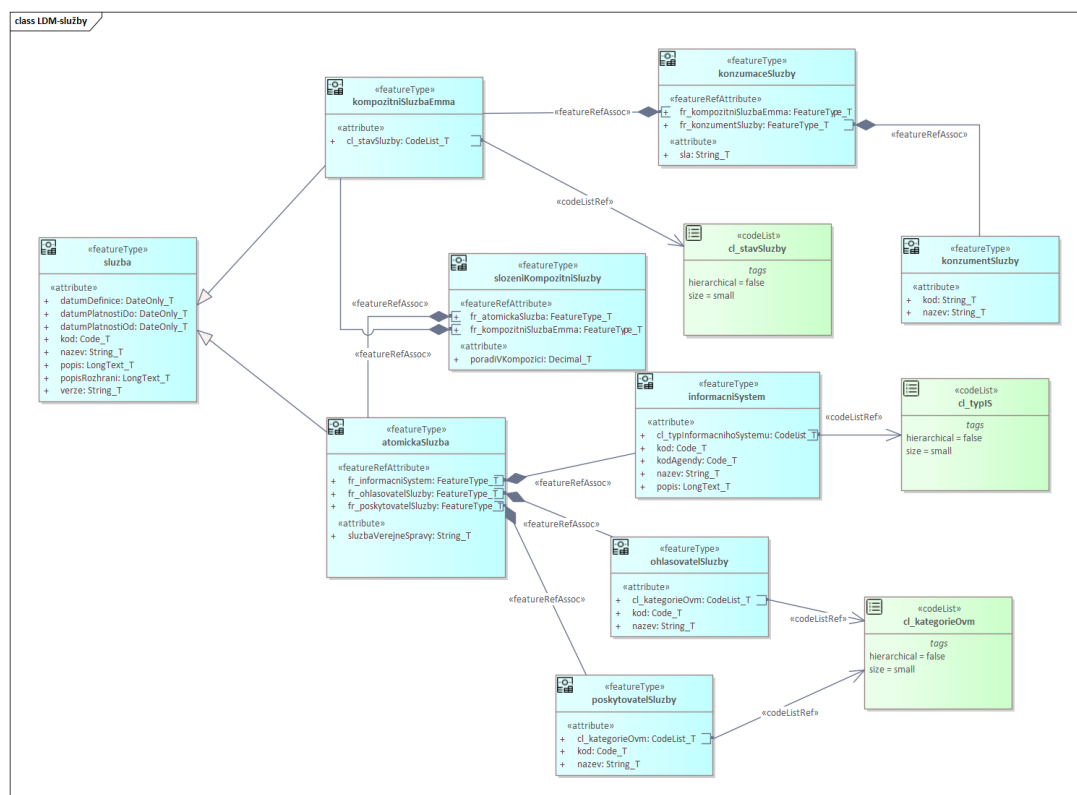 class LDM-služby
«featureType»
kompozitniSluzbaEmma
«attribute»
+ cl_stavSluzby: CodeList_T
«featureType»
konzumaceSluzby
«featureRefAttribute»
+ fr_kompozitniSluzbaEmma: FeatureType_T
+ fr_konzumentSluzby: FeatureType_T
«attribute»
+ sla: String_T
«featureRefAssoc»
«featureRefAssoc»
«codeListRef»
«featureType»
sluzba
«attribute»
+ datumDefinice: DateOnly_T
+ datumPlatnostiDo: DateOnly_T
+ datumPlatnostiOd: DateOnly_T
+ kod: Code_T
+ nazev: String_T
+ popis: LongText_T
+ popisRozhrani: LongText_T
+ verze: String_T
«codeList»
cl_stavSluzby
tags
hierarchical = false
size = small
«featureType»
konzumentSluzby
«attribute»
+ kod: String_T
+ nazev: String_T
«featureType»
slozeniKompozitniSluzby
«featureRefAttribute»
+ fr_atomickaSluzba: FeatureType_T
+ fr_kompozitniSluzbaEmma: FeatureType_T
«attribute»
+ poradiVKompozici: Decimal_T
«featureRefAssoc»
«featureRefAssoc»
«featureType»
informacniSystem
«attribute»
+ cl_typInformacnihoSystemu: CodeList_T
+ kod: Code_T
+ kodAgendy: Code_T
+ nazev: String_T
+ popis: LongText_T
«codeListRef»
«codeList»
cl_typIS
tags
hierarchical = false
size = small
«featureType»
atomickaSluzba
«featureRefAttribute»
+ fr_informacniSystem: FeatureType_T
+ fr_ohlasovatelSluzby: FeatureType_T
+ fr_poskytovatelSluzby: FeatureType_T
«attribute»
+ sluzbaVerejneSpravy: String_T
«featureRefAssoc»
«featureRefAssoc»
«featureRefAssoc»
«featureType»
ohlasovatelSluzby
«attribute»
+ cl_kategorieOvm: CodeList_T
+ kod: Code_T
+ nazev: String_T
«codeListRef»
«codeList»
cl_kategorieOvm
tags
hierarchical = false
size = small
«featureType»
poskytovatelSluzby
«attribute»
+ cl_kategorieOvm: CodeList_T
+ kod: Code_T
+ nazev: String_T
«codeListRef»